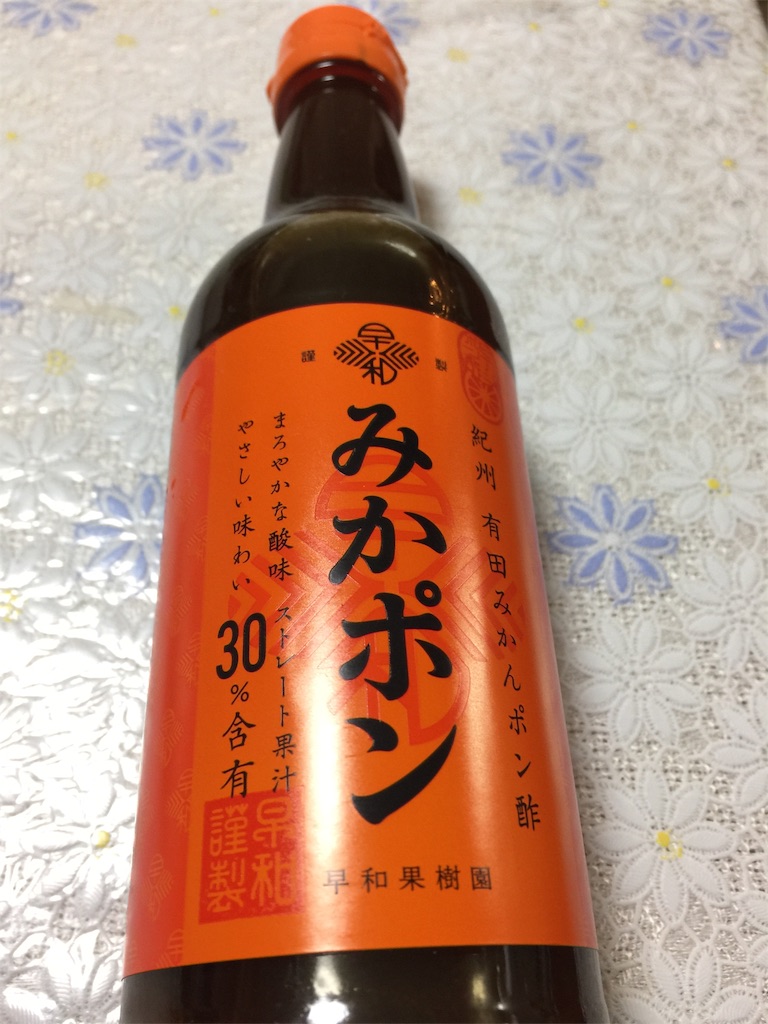 謹製
早和
紀州 有田みかんポン酢
みかポン
まろやかな酸味 ストレート果汁
やさしい味わい 30%含有
早和果樹園
早和
謹製